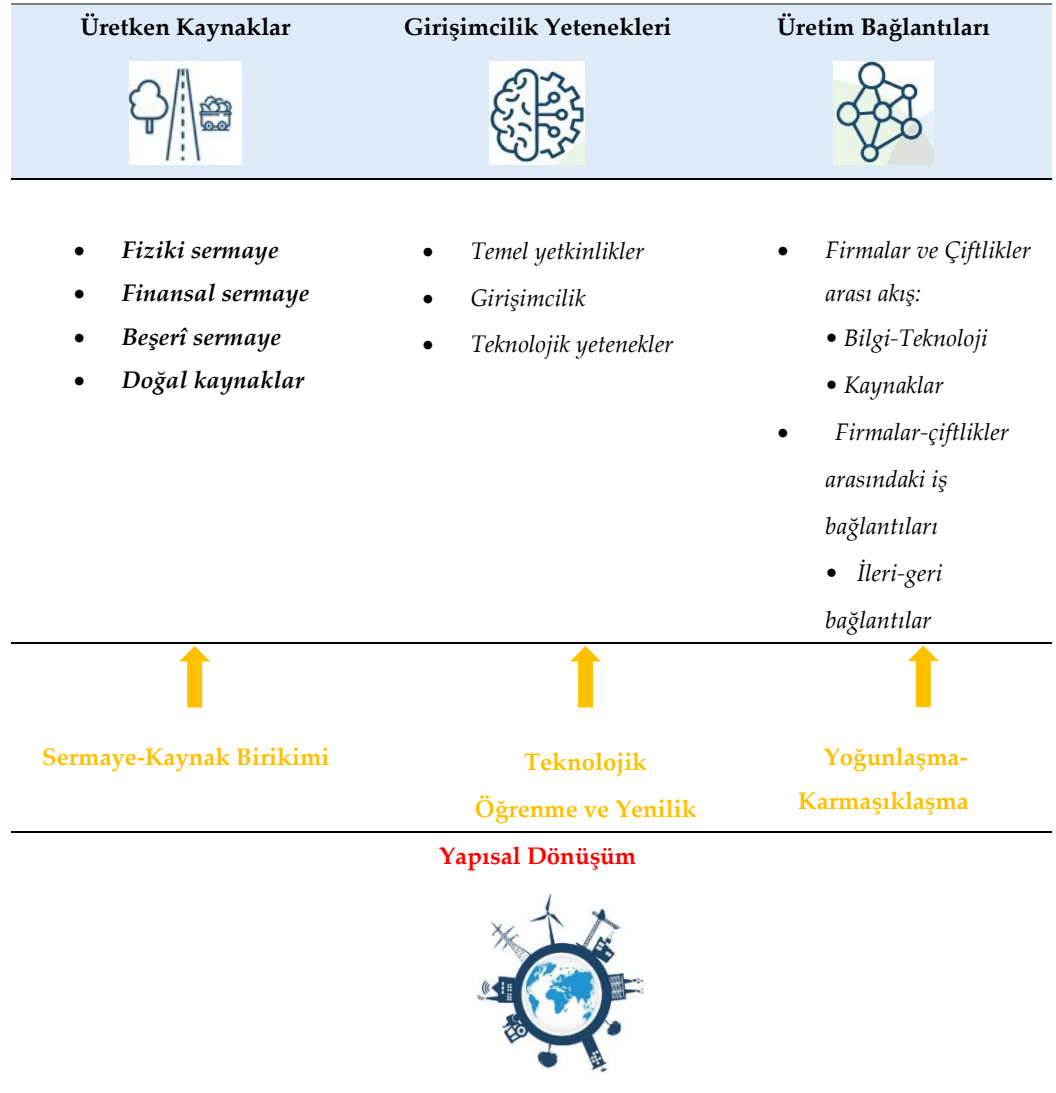 Üretken Kaynaklar
Girişimcilik Yetenekleri
Üretim Bağlantıları
• Fiziki sermaye
• Finansal sermaye
• Beşerî sermaye
• Doğal kaynaklar
• Temel yetkinlikler
• Girişimcilik
• Teknolojik yetenekler
• Firmalar ve Çiftlikler
arası akış:
• Bilgi-Teknoloji
• Kaynaklar
• Firmalar-çiftlikler
arasındaki iş
bağlantıları
• İleri-geri
bağlantılar
Sermaye-Kaynak Birikimi
Teknolojik
Öğrenme ve Yenilik
Yoğunlaşma-
Karmaşıklaşma
Yapısal Dönüşüm